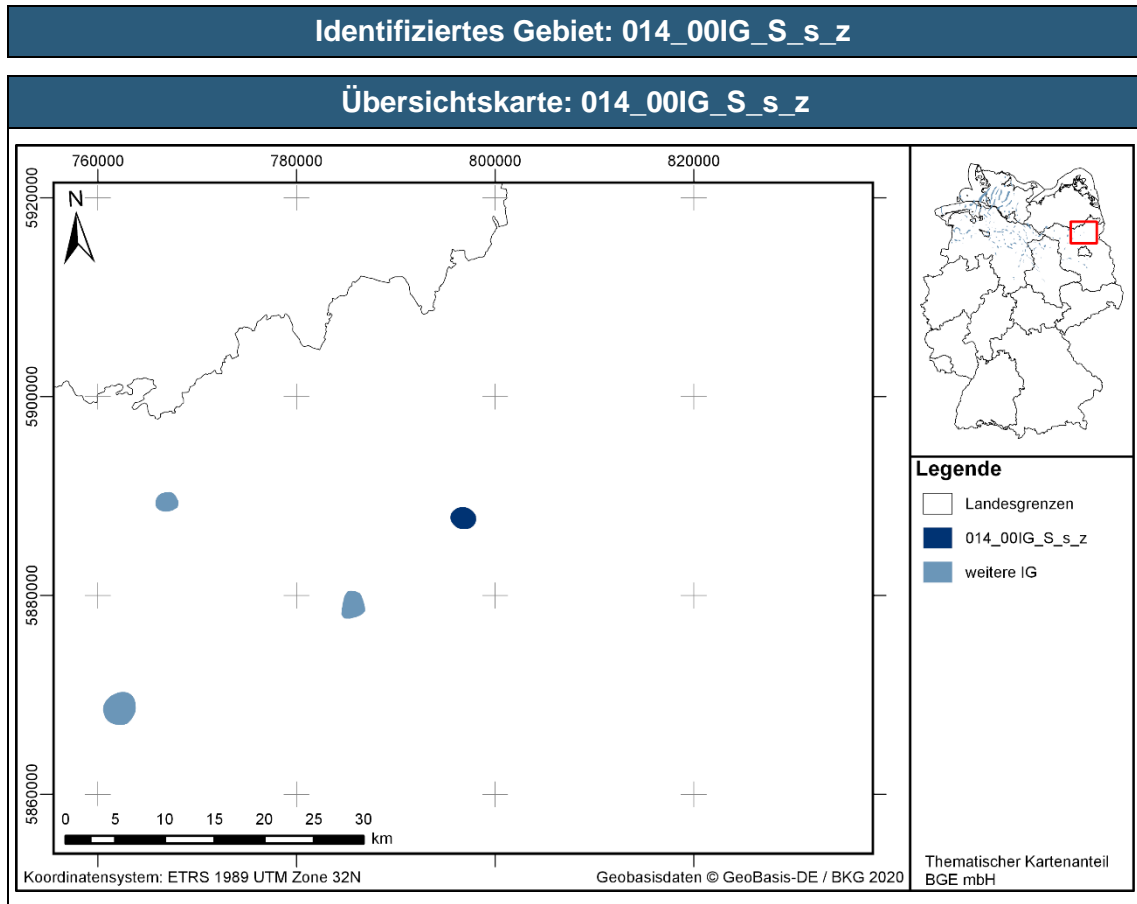 Identifiziertes Gebiet: 014_00IG_S_s_z
Übersichtskarte: 014_00IG_S_s_z
760000 780000 800000 820000
5920000
5900000
5880000
5860000
N
0 5 10 15 20 25 30
km
Koordinatensystem: ETRS 1989 UTM Zone 32N
Geobasisdaten © GeoBasis-DE / BKG 2020
Legende
Landesgrenzen
014_00IG_S_s_z
weitere IG
Thematischer Kartenanteil
BGE mbH